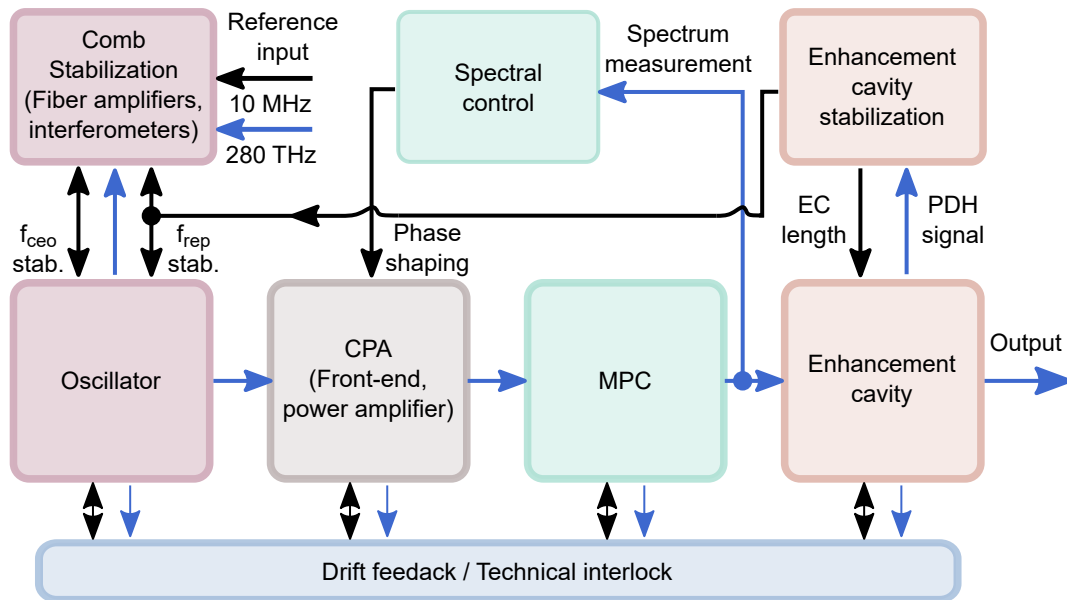 Comb
Stabilization
(Fiber amplifiers,
interferometers)
Reference
input
10 MHz
280 THz
Spectral
control
Spectrum
measurement
Enhancement
cavity
stabilization
f_ceo
stab.
f_rep
stab.
Phase
shaping
EC
length
PDH
signal
Oscillator
CPA
(Front-end,
power amplifier)
MPC
Enhancement
cavity
Output
Drift feedack / Technical interlock